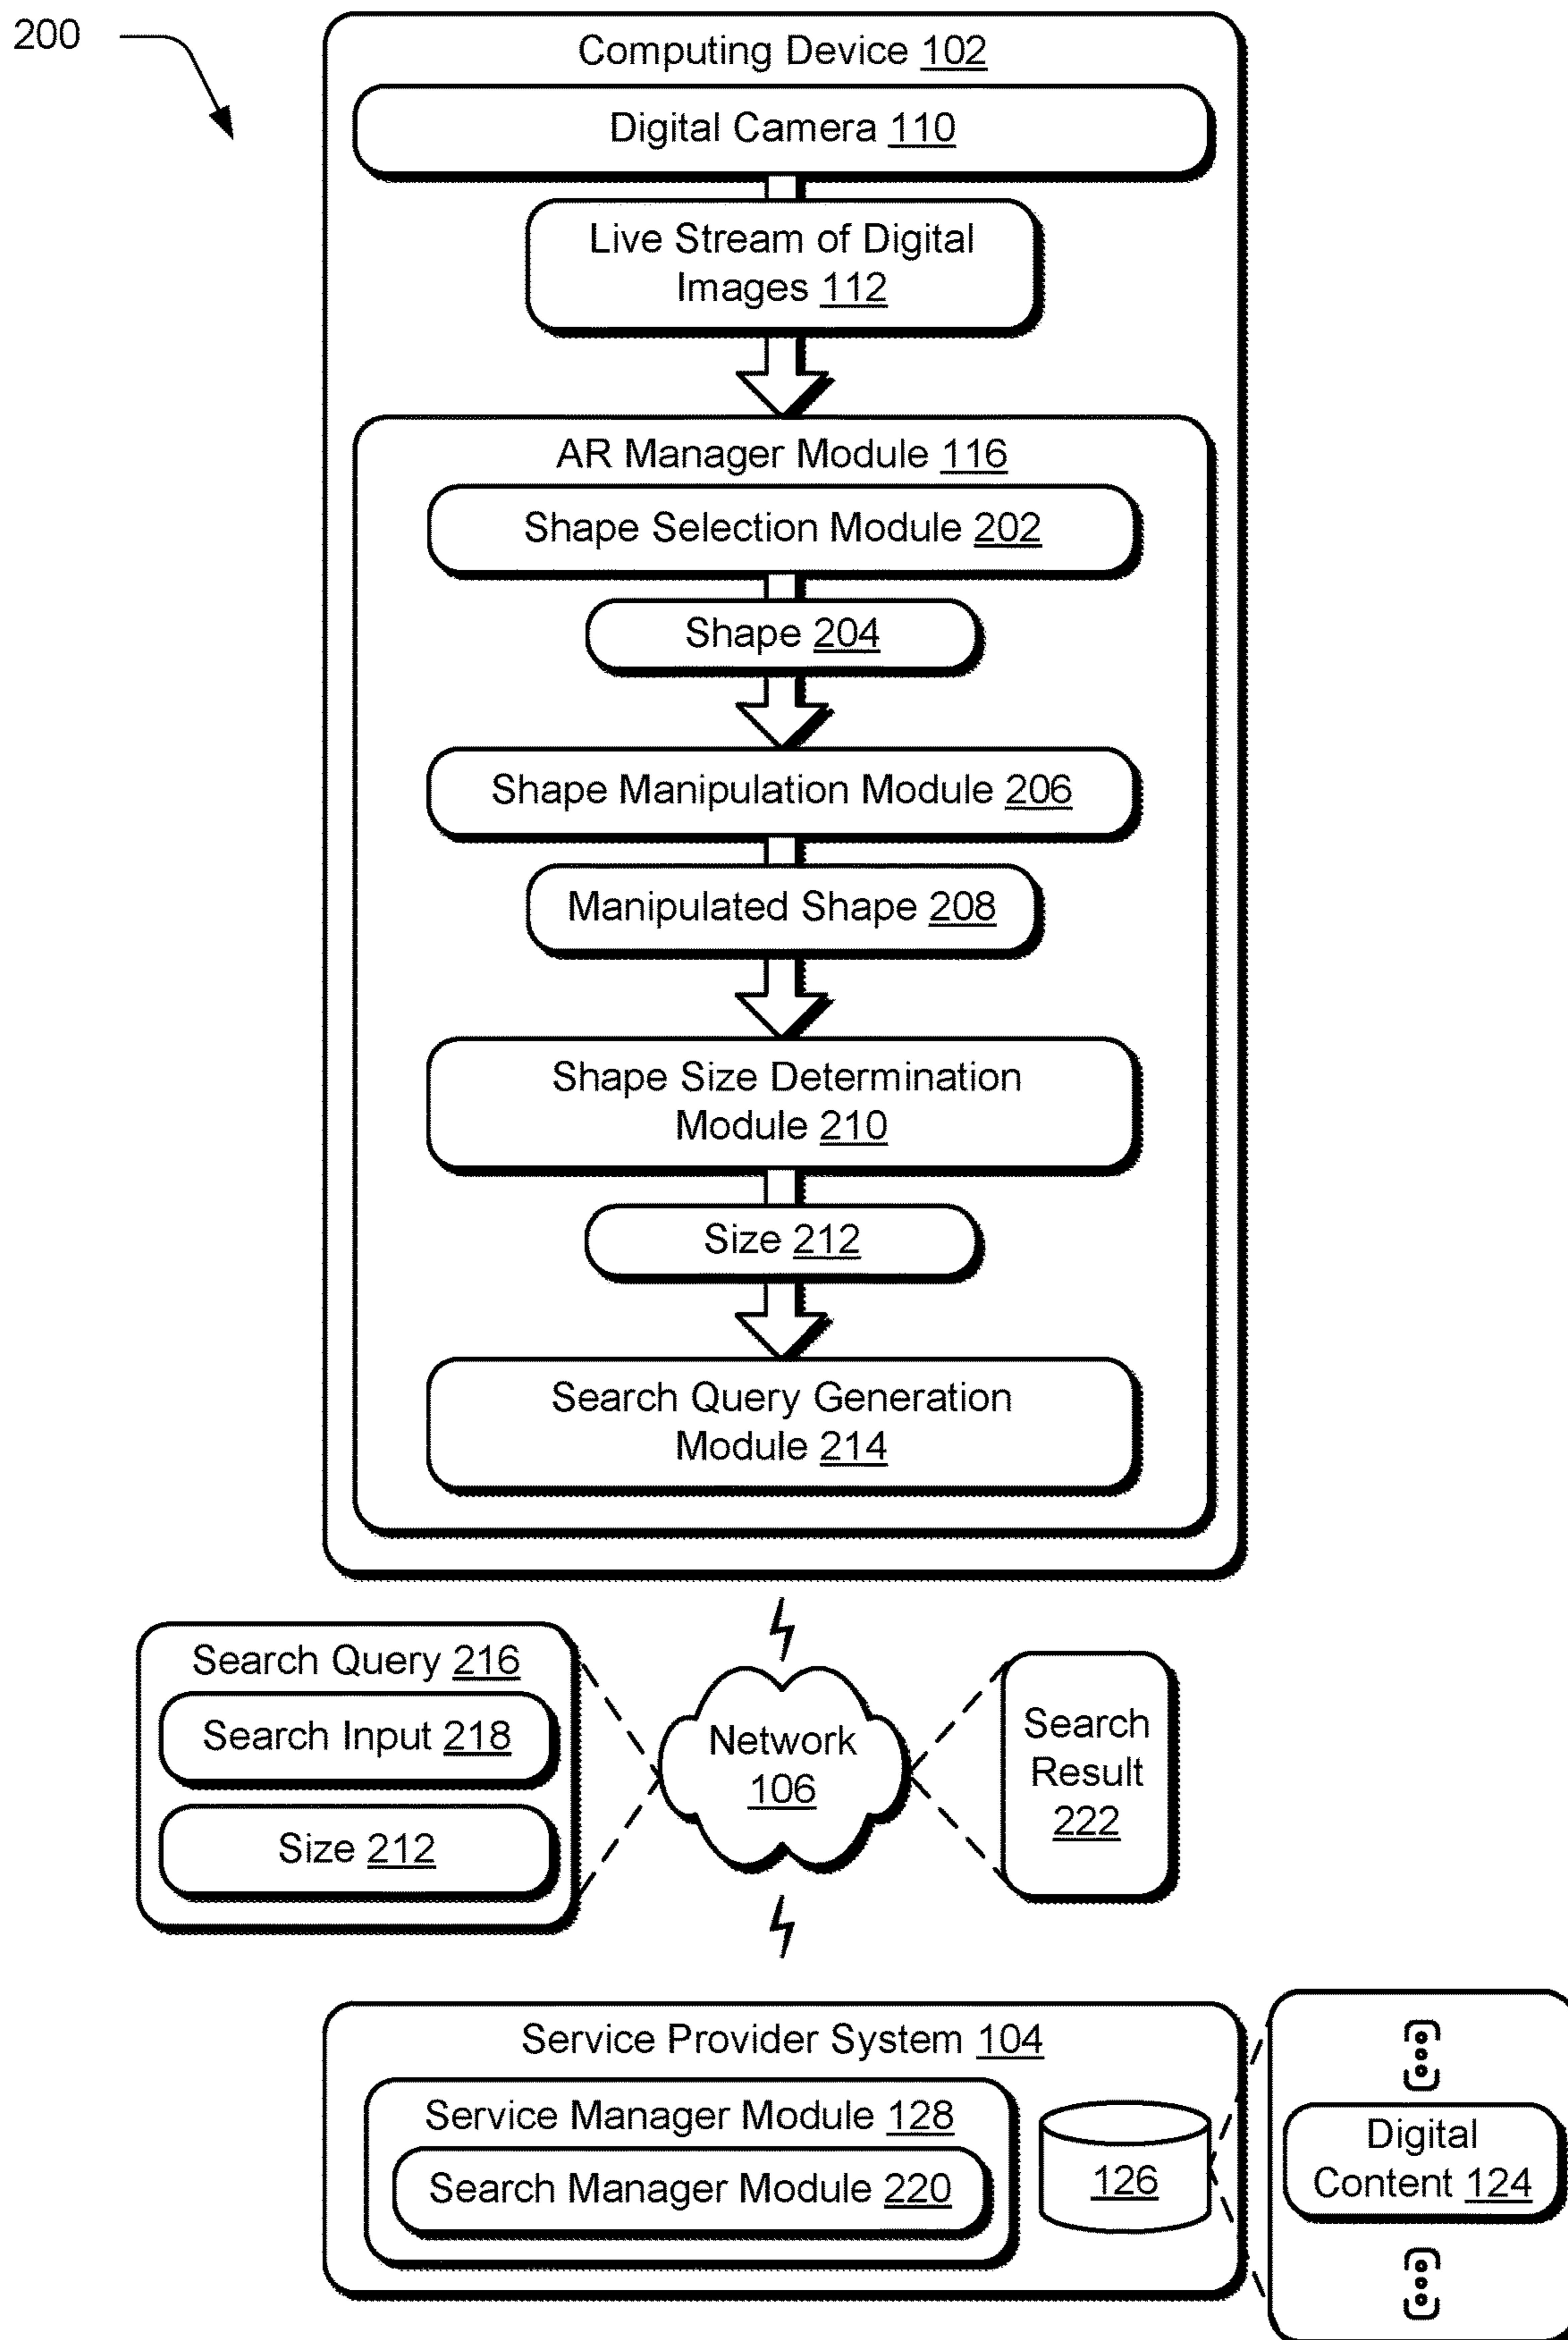 200
Computing Device 102
Digital Camera 110
Live Stream of Digital
Images 112
AR Manager Module 116
Shape Selection Module 202
Shape 204
Shape Manipulation Module 206
Manipulated Shape 208
Shape Size Determination
Module 210
Size 212
Search Query Generation
Module 214
Search Query 216
Search Input 218
Size 212
Network
106
Search
Result
222
Service Provider System 104
Service Manager Module 128
Search Manager Module 220
126
Digital
Content 124